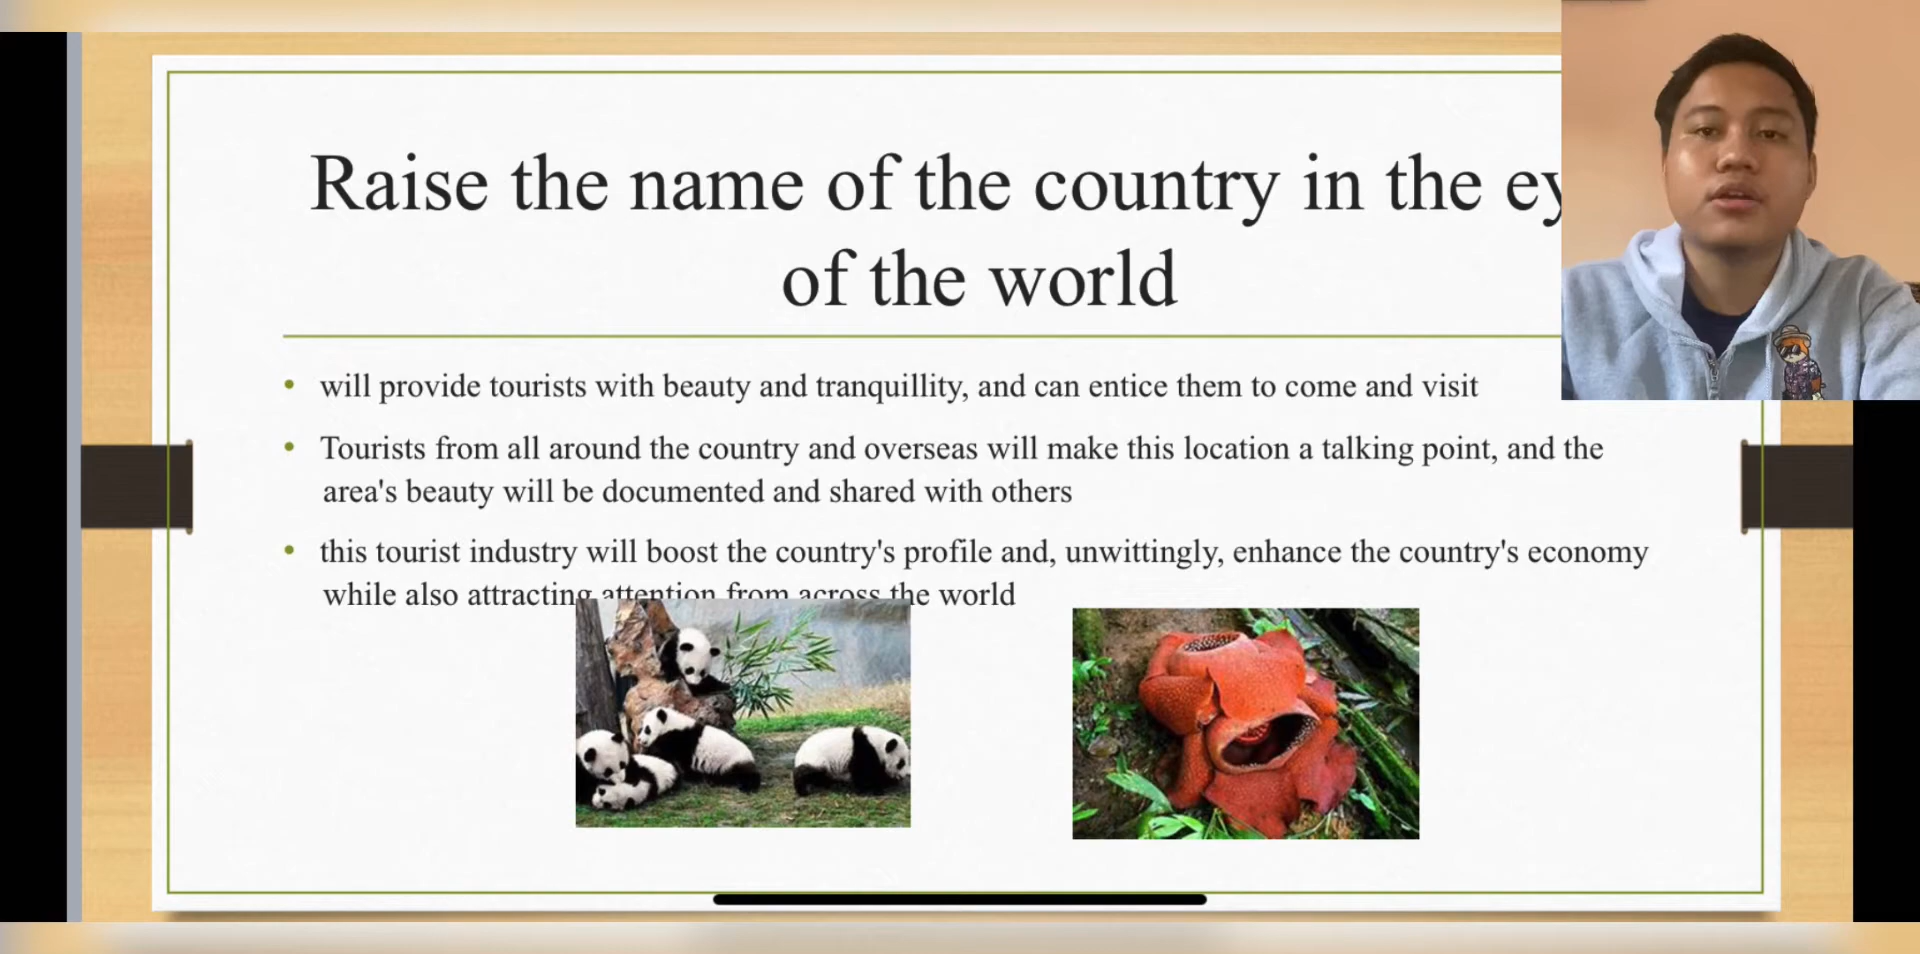 Raise the name of the country in the
of the world
• will provide tourists with beauty and tranquillity, and can entice them to come and visit
• Tourists from all around the country and overseas will make this location a talking point, and the
area's beauty will be documented and shared with others
• this tourist industry will boost the country's profile and, unwittingly, enhance the country's economy
while also attracting attention from across the world